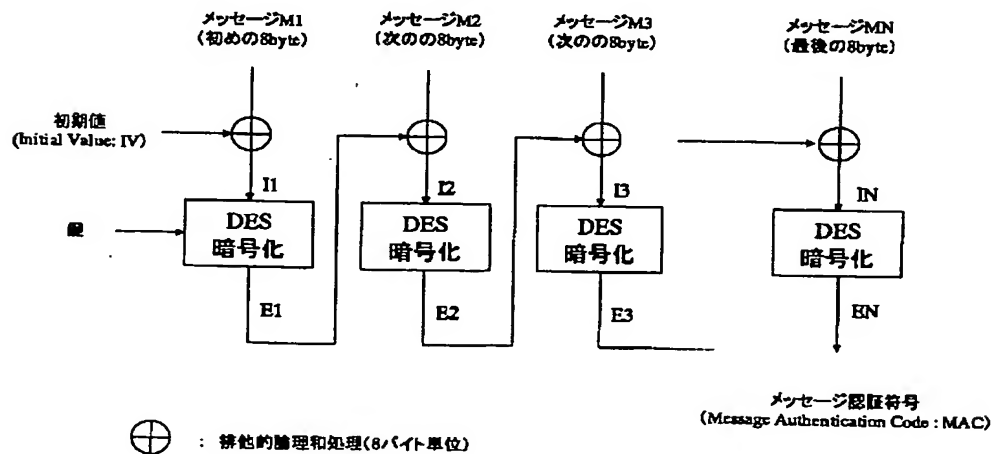 メッセージM1
(初めの8byte)
メッセージM2
(次のの8byte)
メッセージM3
(次のの8byte)
メッセージMN
(最後の8byte)
初期値
(Initial Value: IV)
I1
I2
I3
IN
鍵
DES
暗号化
DES
暗号化
DES
暗号化
DES
暗号化
E1
E2
E3
EN
メッセージ認証符号
(Message Authentication Code : MAC)
: 排他的論理和処理(8バイト単位)